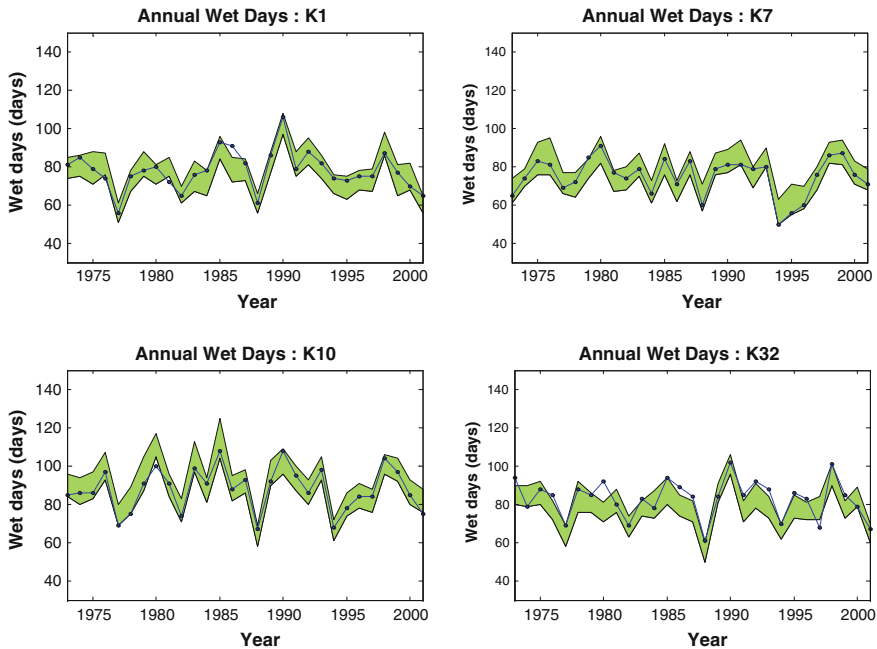 Annual Wet Days : K1
Wet days (days)
140
120
100
80
60
40
1975 1980 1985 1990 1995 2000
Year
Annual Wet Days : K7
Wet days (days)
140
120
100
80
60
40
1975 1980 1985 1990 1995 2000
Year
Annual Wet Days : K10
Wet days (days)
140
120
100
80
60
40
1975 1980 1985 1990 1995 2000
Year
Annual Wet Days : K32
Wet days (days)
140
120
100
80
60
40
1975 1980 1985 1990 1995 2000
Year